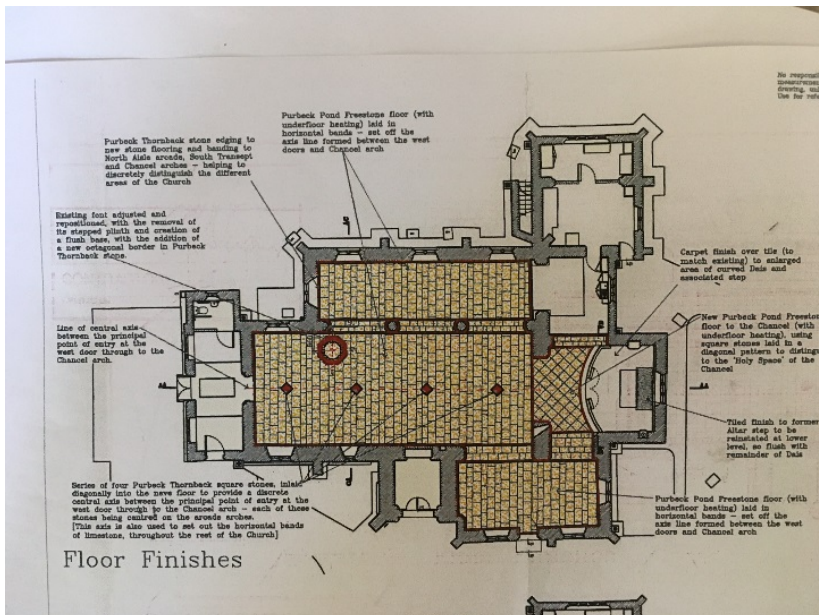 No responsi
measurement
drawing, und
Use for refe
Purbeck Pond Freestone floor (with
underfloor heating) laid in
horizontal bands – set off the
axis line formed between the west
doors and Chancel arch
Purbeck Thornback stone edging to
new stone flooring and banding to
North Aisle arcade, South Transept
and Chancel arches – helping to
discretely distinguish the different
areas of the Church
Existing font adjusted and
repositioned, with the removal of
its stepped plinth and creation of
a flush base, with the addition of
a new octagonal border in Purbeck
Thornback stone.
Carpet finish over tile (to
match existing) to enlarged
area of curved Dais and
associated step
New Purbeck Pond Freestone
floor to the Chancel (with
underfloor heating), using
square stones laid in a
diagonal pattern to distingu
to the 'Holy Space' of the
Chancel
Line of central axis
between the principal
point of entry at the
west door through to the
Chancel arch.
Tiled finish to former
Altar step to be
reinstated at lower
level, so flush with
remainder of Dais
Series of four Purbeck Thornback square stones, inlaid
diagonally into the nave floor to provide a discrete
central axis between the principal point of entry at the
west door through to the Chancel arch – each of these
stones being centred on the arcade arches.
[This axis is also used to set out the horizontal bands
of limestone, throughout the rest of the Church]
Purbeck Pond Freestone floor (with
underfloor heating) laid in
horizontal bands – set off the
axis line formed between the west
doors and Chancel arch
Floor Finishes